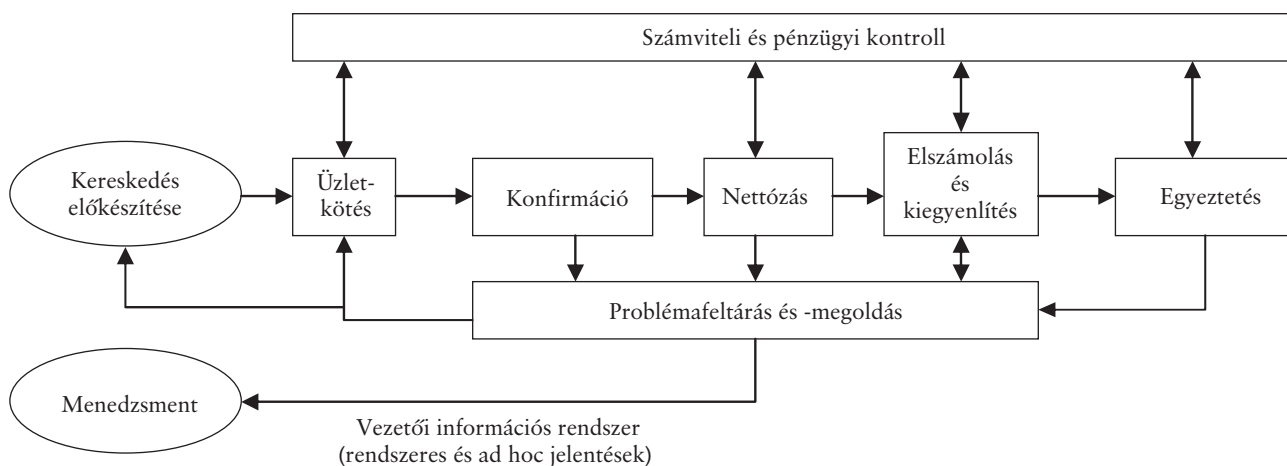 Számviteli és pénzügyi kontroll
Kereskedés
előkészítése
Üzlet-
kötés
Konfirmáció
Nettózás
Elszámolás
és
kiegyenlítés
Egyeztetés
Problémafeltárás és -megoldás
Menedzsment
Vezetői információs rendszer
(rendszeres és ad hoc jelentések)